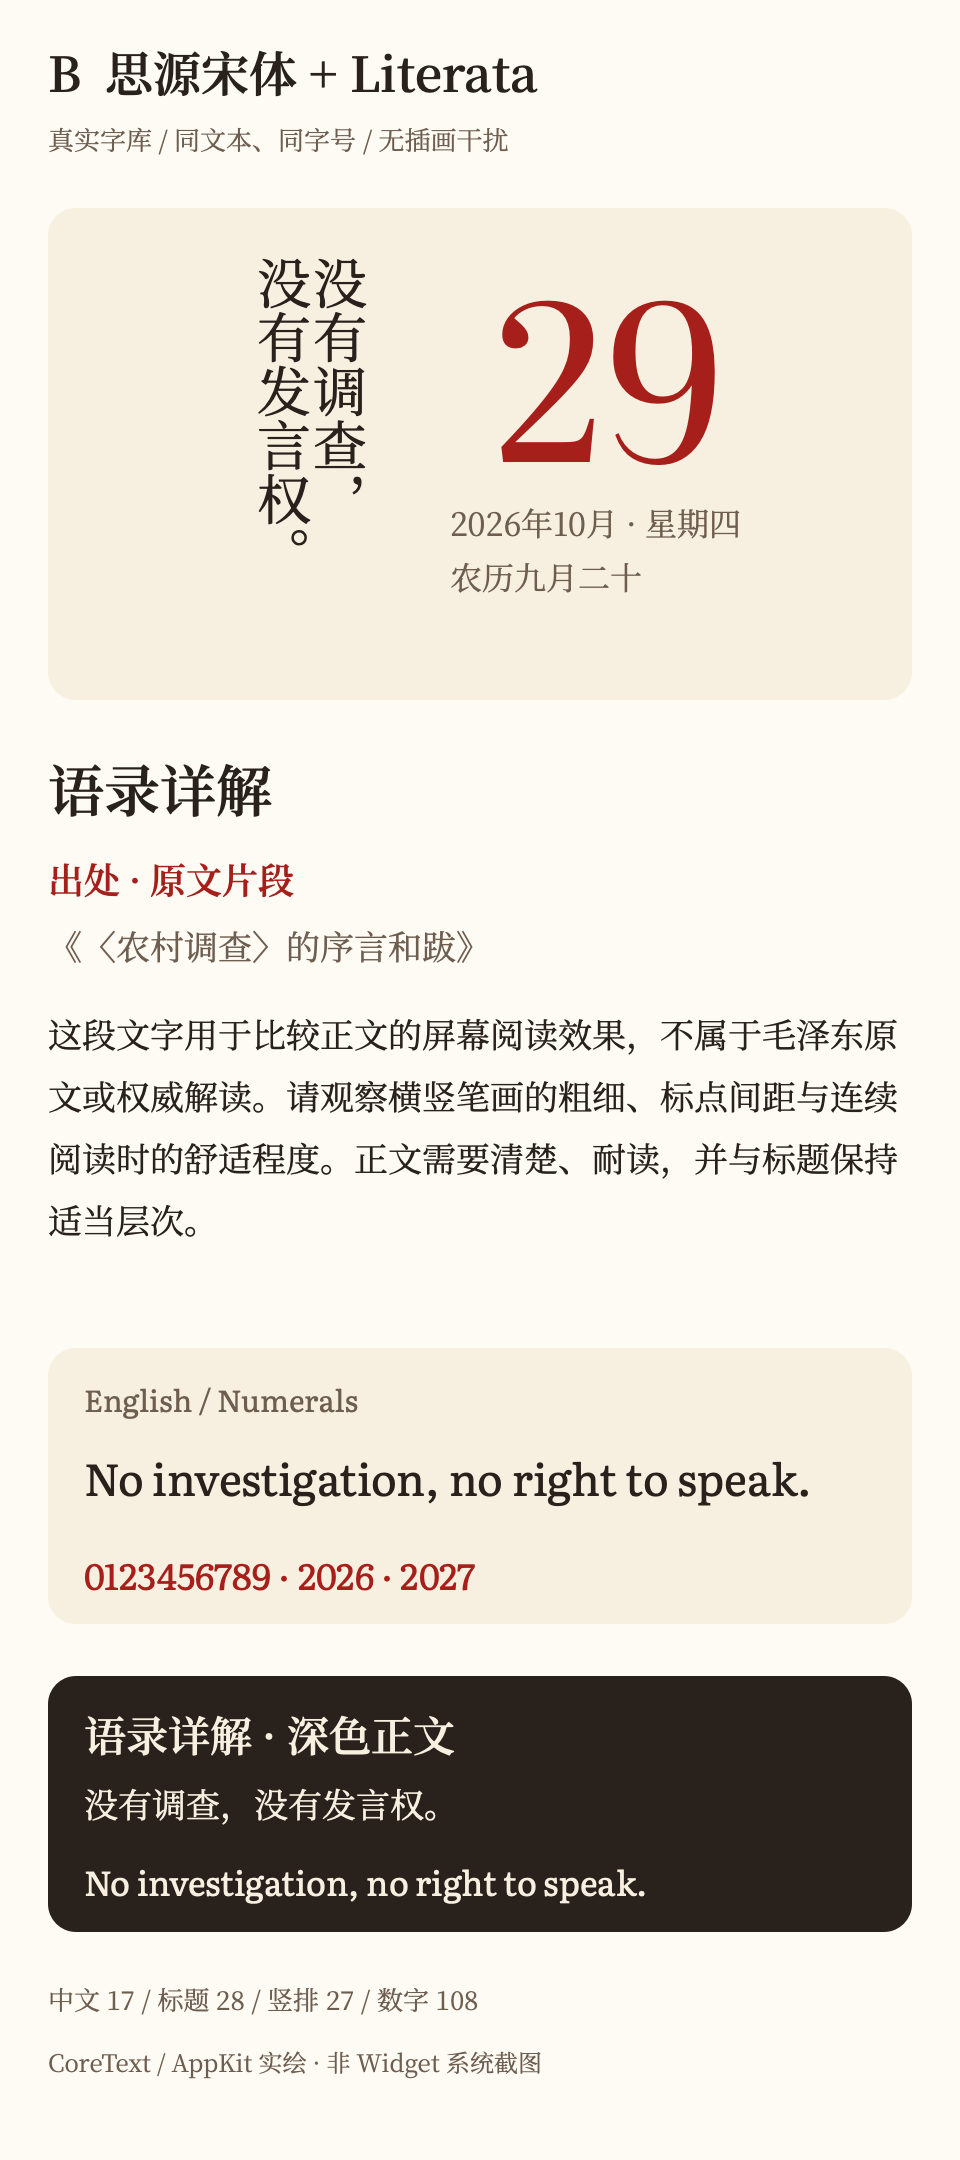 B 思源宋体 + Literata
真实字库 / 同文本、同字号 / 无插画干扰
没有调查，
没有发言权。
29
2026年10月 · 星期四
农历九月二十
语录详解
出处 · 原文片段
《〈农村调查〉的序言和跋》
这段文字用于比较正文的屏幕阅读效果，不属于毛泽东原
文或权威解读。请观察横竖笔画的粗细、标点间距与连续
阅读时的舒适程度。正文需要清楚、耐读，并与标题保持
适当层次。
English / Numerals
No investigation, no right to speak.
0123456789 · 2026 · 2027
语录详解 · 深色正文
没有调查，没有发言权。
No investigation, no right to speak.
中文 17 / 标题 28 / 竖排 27 / 数字 108
CoreText / AppKit 实绘 · 非 Widget 系统截图